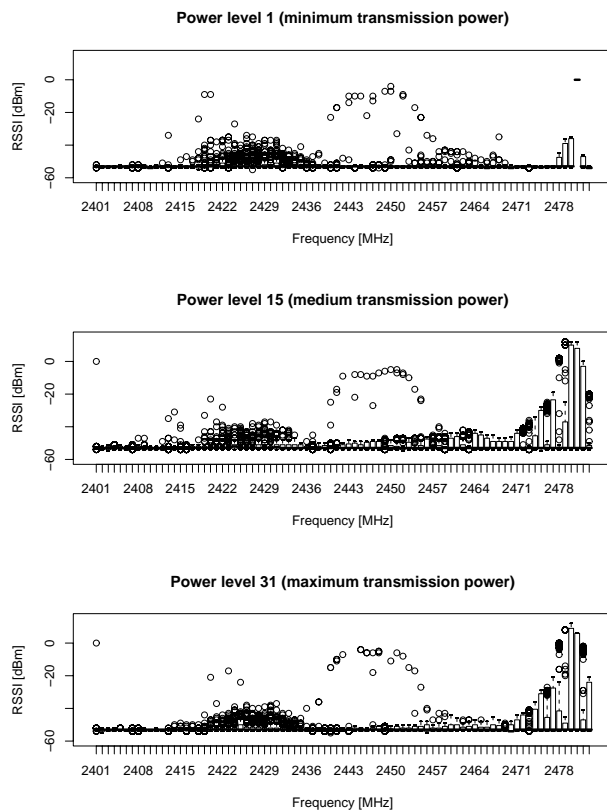 Power level 1 (minimum transmission power)
RSSI [dBm]
0
−20
−60
2401 2408 2415 2422 2429 2436 2443 2450 2457 2464 2471 2478
Frequency [MHz]
Power level 15 (medium transmission power)
RSSI [dBm]
0
−20
−60
2401 2408 2415 2422 2429 2436 2443 2450 2457 2464 2471 2478
Frequency [MHz]
Power level 31 (maximum transmission power)
RSSI [dBm]
0
−20
−60
2401 2408 2415 2422 2429 2436 2443 2450 2457 2464 2471 2478
Frequency [MHz]